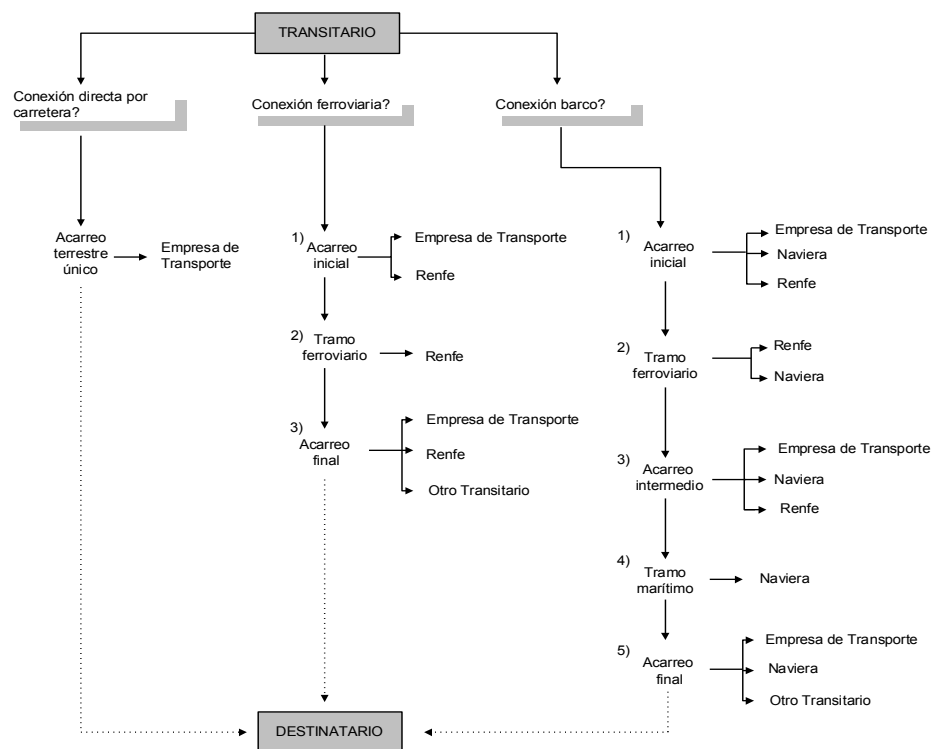 TRANSITARIO
Conexión directa por
carretera?
Conexión ferroviaria?
Conexión barco?
Acarreo
terrestre
único
Empresa de
Transporte
1)
Acarreo
inicial
Empresa de Transporte
Renfe
2)
Tramo
ferroviario
Renfe
3)
Acarreo
final
Empresa de Transporte
Renfe
Otro Transitario
1)
Acarreo
inicial
Empresa de Transporte
Naviera
Renfe
2)
Tramo
ferroviario
Renfe
Naviera
3)
Acarreo
intermedio
Empresa de Transporte
Naviera
Renfe
4)
Tramo
marítimo
Naviera
5)
Acarreo
final
Empresa de Transporte
Naviera
Otro Transitario
DESTINATARIO